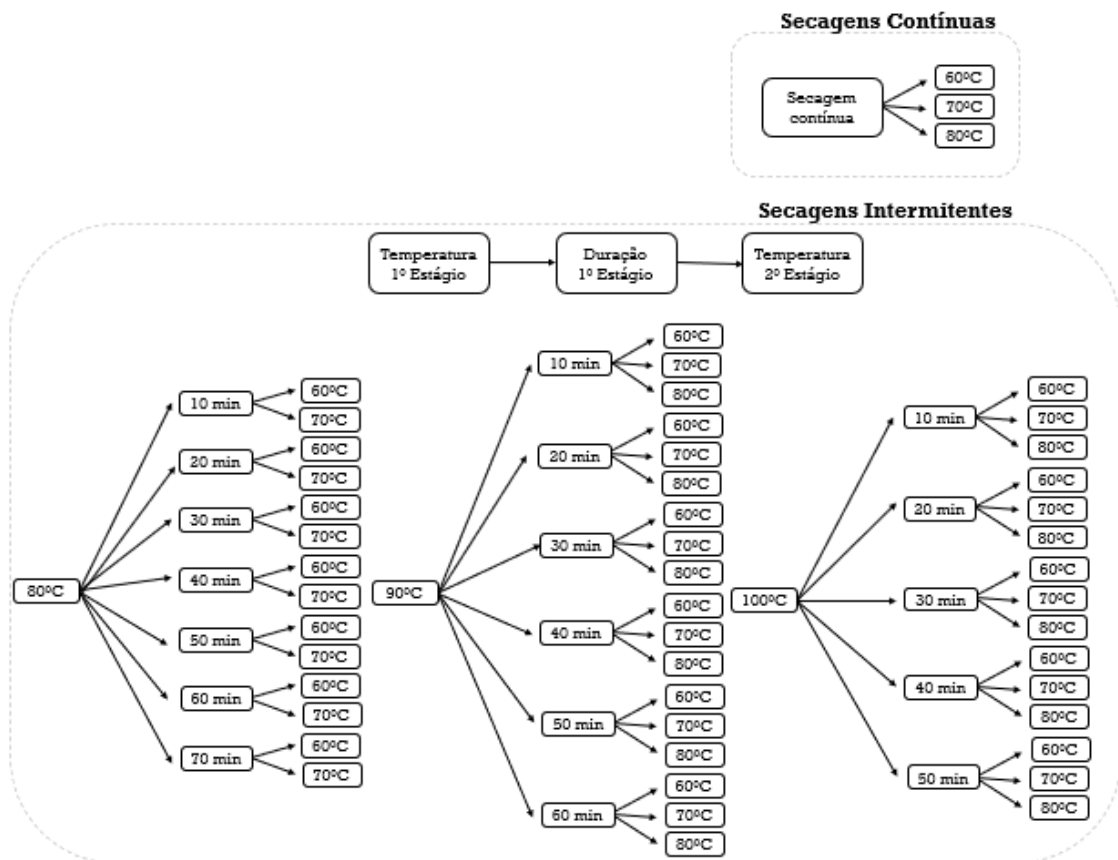 Secagens Contínuas
Secagem
contínua
60ºC
70ºC
80ºC
Secagens Intermitentes
Temperatura
1º Estágio
Duração
1º Estágio
Temperatura
2º Estágio
80ºC
10 min
60ºC
70ºC
20 min
60ºC
70ºC
30 min
60ºC
70ºC
40 min
60ºC
70ºC
50 min
60ºC
70ºC
60 min
60ºC
70ºC
70 min
60ºC
70ºC
90ºC
10 min
60ºC
70ºC
80ºC
20 min
60ºC
70ºC
80ºC
30 min
60ºC
70ºC
80ºC
40 min
60ºC
70ºC
80ºC
50 min
60ºC
70ºC
80ºC
60 min
60ºC
70ºC
80ºC
100ºC
10 min
60ºC
70ºC
80ºC
20 min
60ºC
70ºC
80ºC
30 min
60ºC
70ºC
80ºC
40 min
60ºC
70ºC
80ºC
50 min
60ºC
70ºC
80ºC